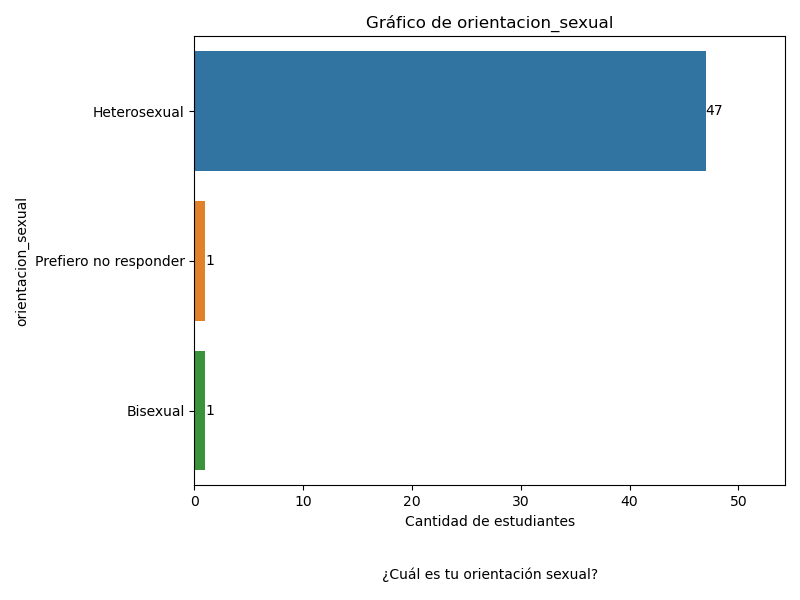 Gráfico de orientacion_sexual
Heterosexual
47
orientacion_sexual
Prefiero no responder
1
Bisexual
1
0 10 20 30 40 50
Cantidad de estudiantes
¿Cuál es tu orientación sexual?